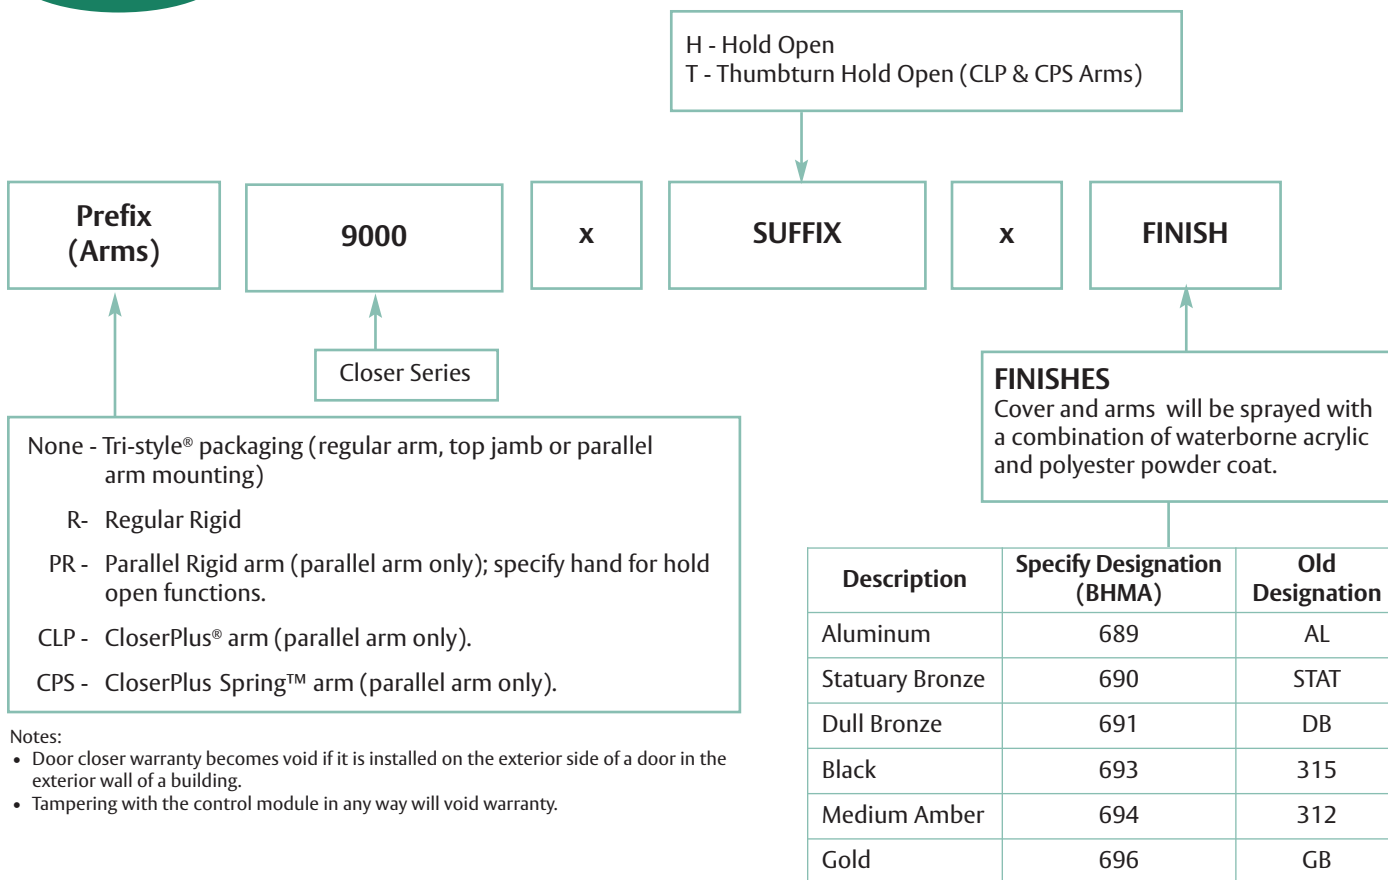 H - Hold Open
T - Thumbturn Hold Open (CLP & CPS Arms)
Prefix
(Arms)
9000
x
SUFFIX
x
FINISH
Closer Series
None - Tri-style® packaging (regular arm, top jamb or parallel
arm mounting)
R- Regular Rigid
PR - Parallel Rigid arm (parallel arm only); specify hand for hold
open functions.
CLP - CloserPlus® arm (parallel arm only).
CPS - CloserPlus Spring™ arm (parallel arm only).
Notes:
• Door closer warranty becomes void if it is installed on the exterior side of a door in the
exterior wall of a building.
• Tampering with the control module in any way will void warranty.
FINISHES
Cover and arms will be sprayed with
a combination of waterborne acrylic
and polyester powder coat.
Description Specify Designation (BHMA) Old Designation
Aluminum 689 AL
Statuary Bronze 690 STAT
Dull Bronze 691 DB
Black 693 315
Medium Amber 694 312
Gold 696 GB